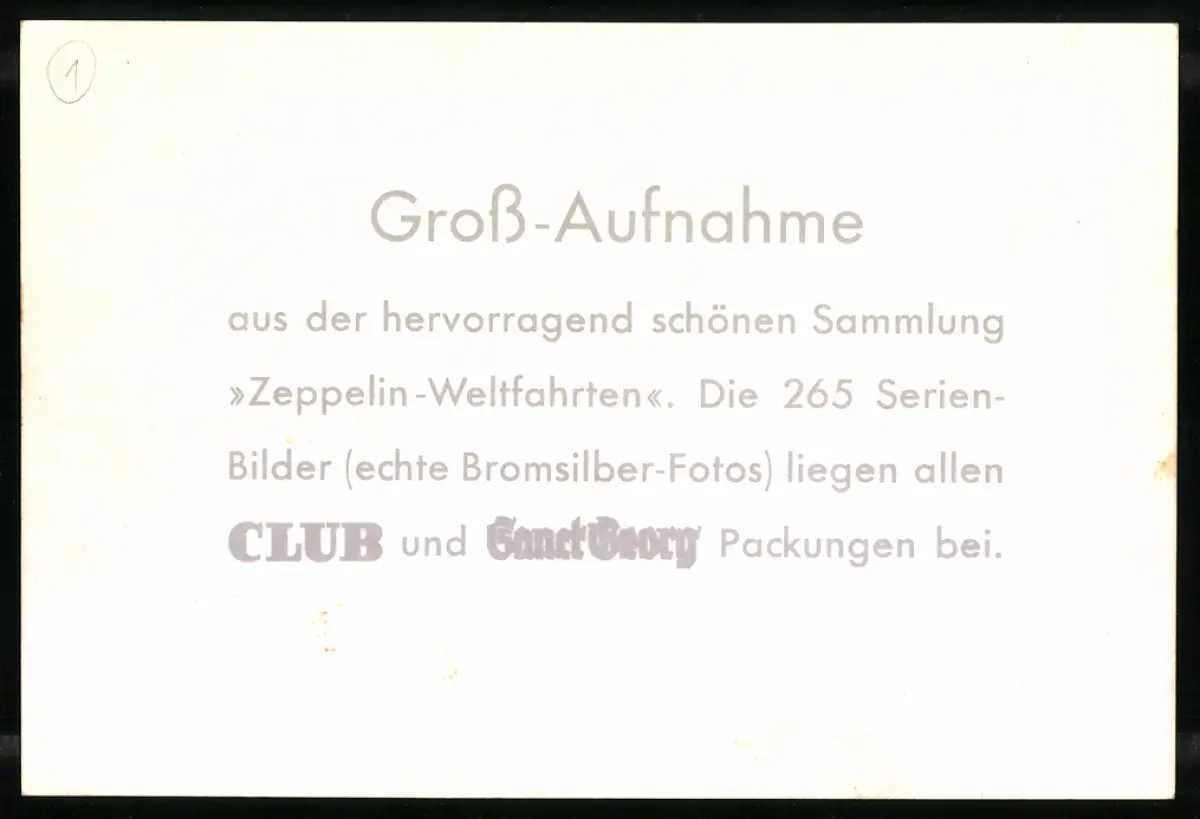 1
Groß-Aufnahme
aus der hervorragend schönen Sammlung
»Zeppelin-Weltfahrten«. Die 265 Serien-
Bilder (echte Bromsilber-Fotos) liegen allen
CLUB und Sanct Georg Packungen bei.